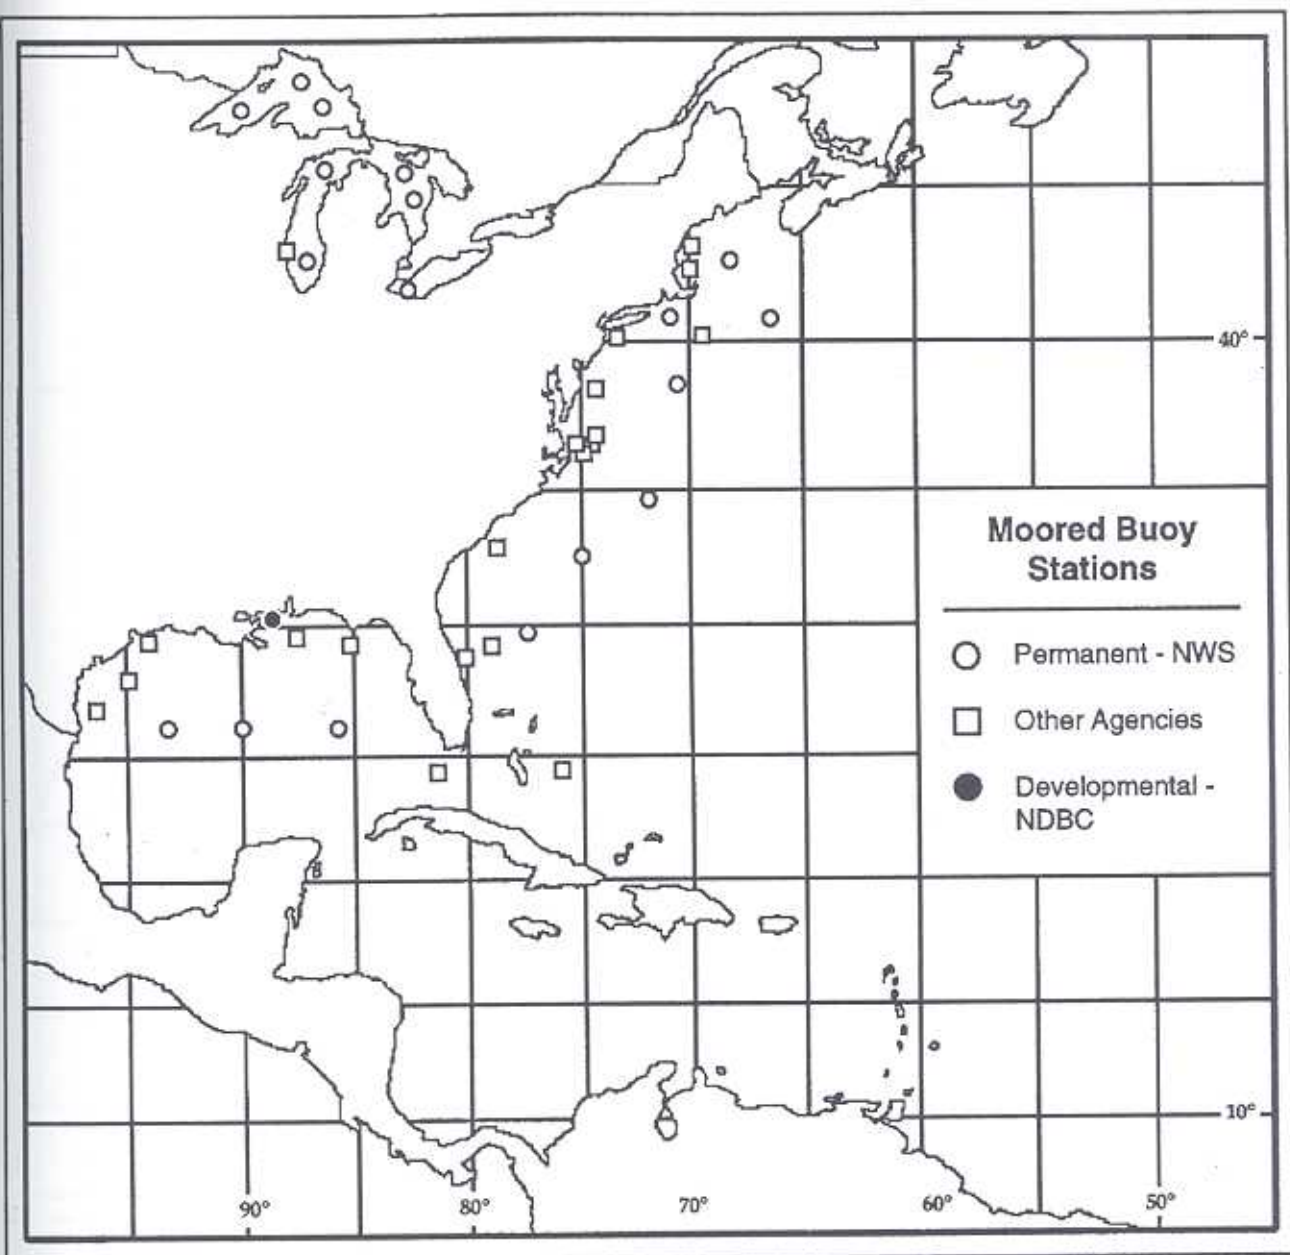 40°
Moored Buoy
Stations
Permanent - NWS
Other Agencies
Developmental -
NDBC
10°
90°
80°
70°
60°
50°